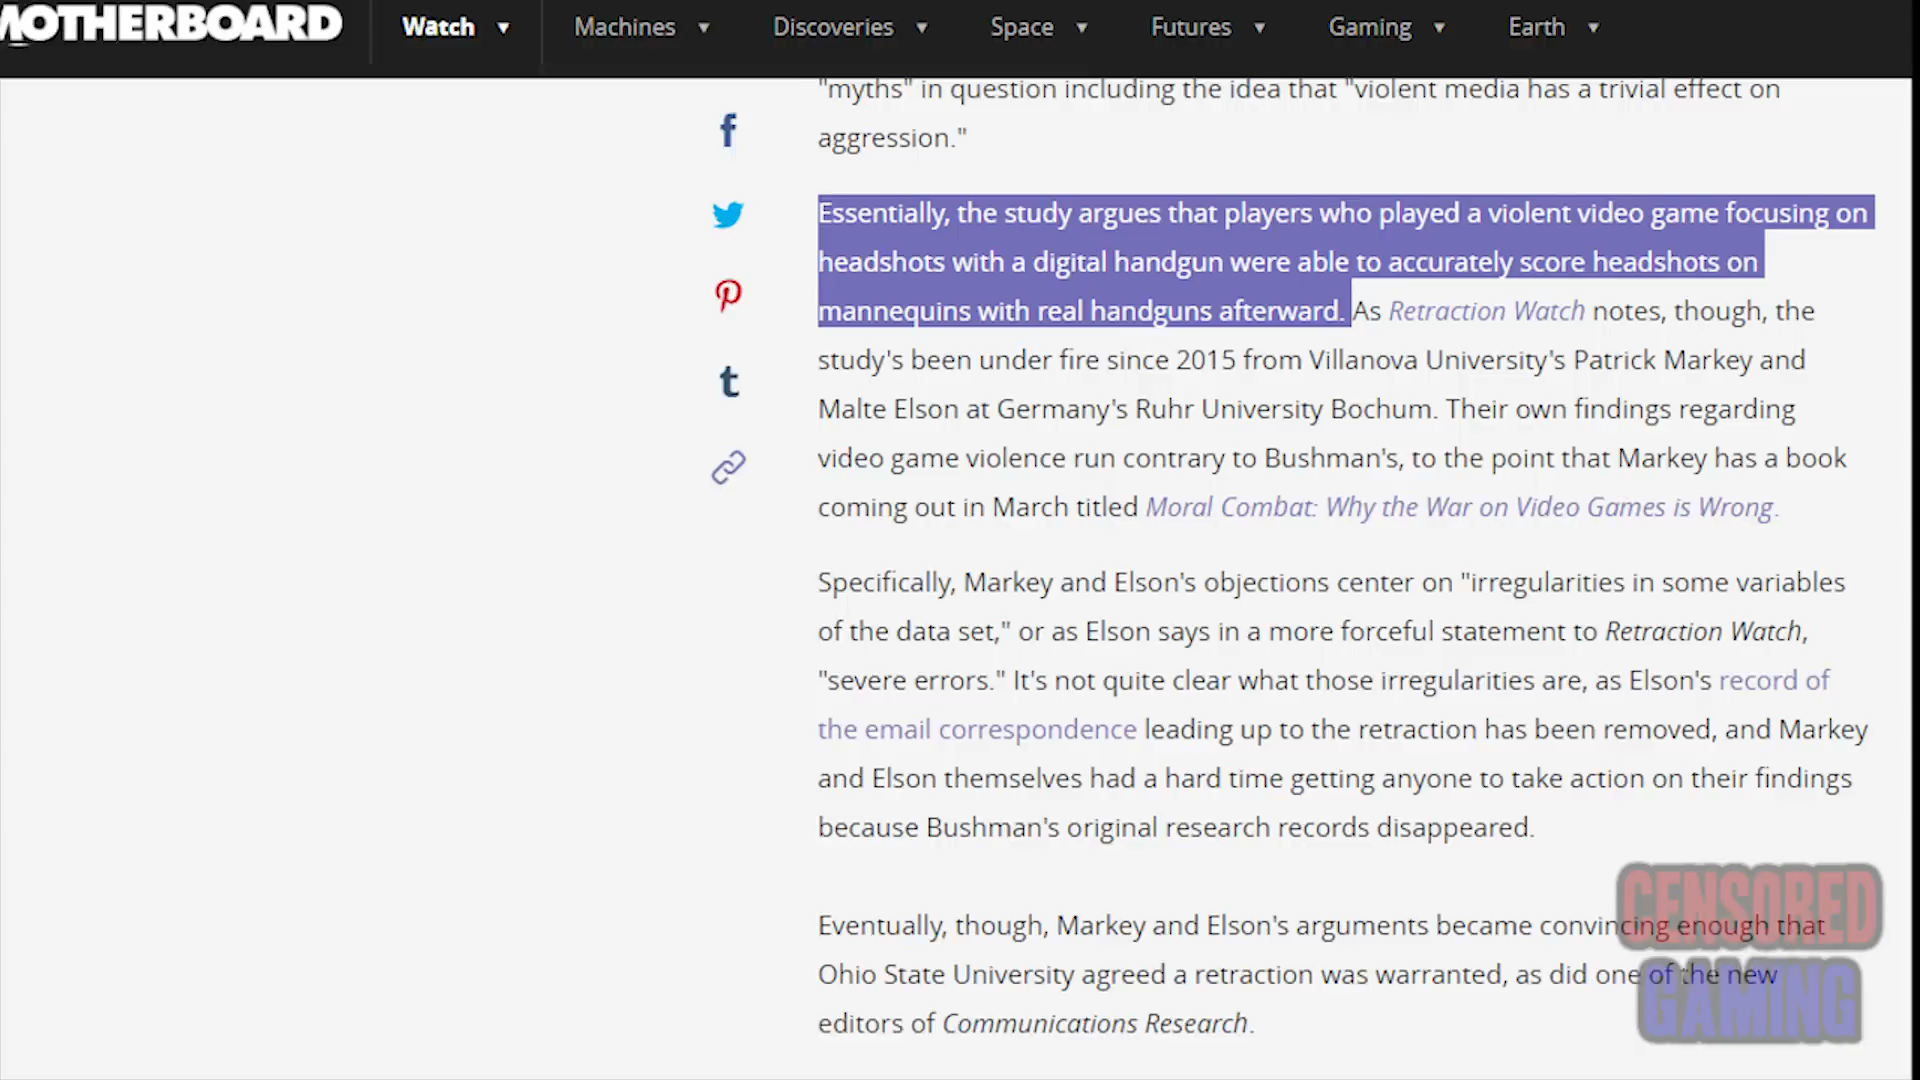 MOTHERBOARD
Watch ▼
Machines ▼
Discoveries ▼
Space ▼
Futures ▼
Gaming ▼
Earth ▼
"myths" in question including the idea that "violent media has a trivial effect on
aggression."
Essentially, the study argues that players who played a violent video game focusing on
headshots with a digital handgun were able to accurately score headshots on
mannequins with real handguns afterward. As Retraction Watch notes, though, the
study's been under fire since 2015 from Villanova University's Patrick Markey and
Malte Elson at Germany's Ruhr University Bochum. Their own findings regarding
video game violence run contrary to Bushman's, to the point that Markey has a book
coming out in March titled Moral Combat: Why the War on Video Games is Wrong.
Specifically, Markey and Elson's objections center on "irregularities in some variables
of the data set," or as Elson says in a more forceful statement to Retraction Watch,
"severe errors." It's not quite clear what those irregularities are, as Elson's record of
the email correspondence leading up to the retraction has been removed, and Markey
and Elson themselves had a hard time getting anyone to take action on their findings
because Bushman's original research records disappeared.
Eventually, though, Markey and Elson's arguments became convincing enough that
Ohio State University agreed a retraction was warranted, as did one of the new
editors of Communications Research.
CENSORED
GAMING